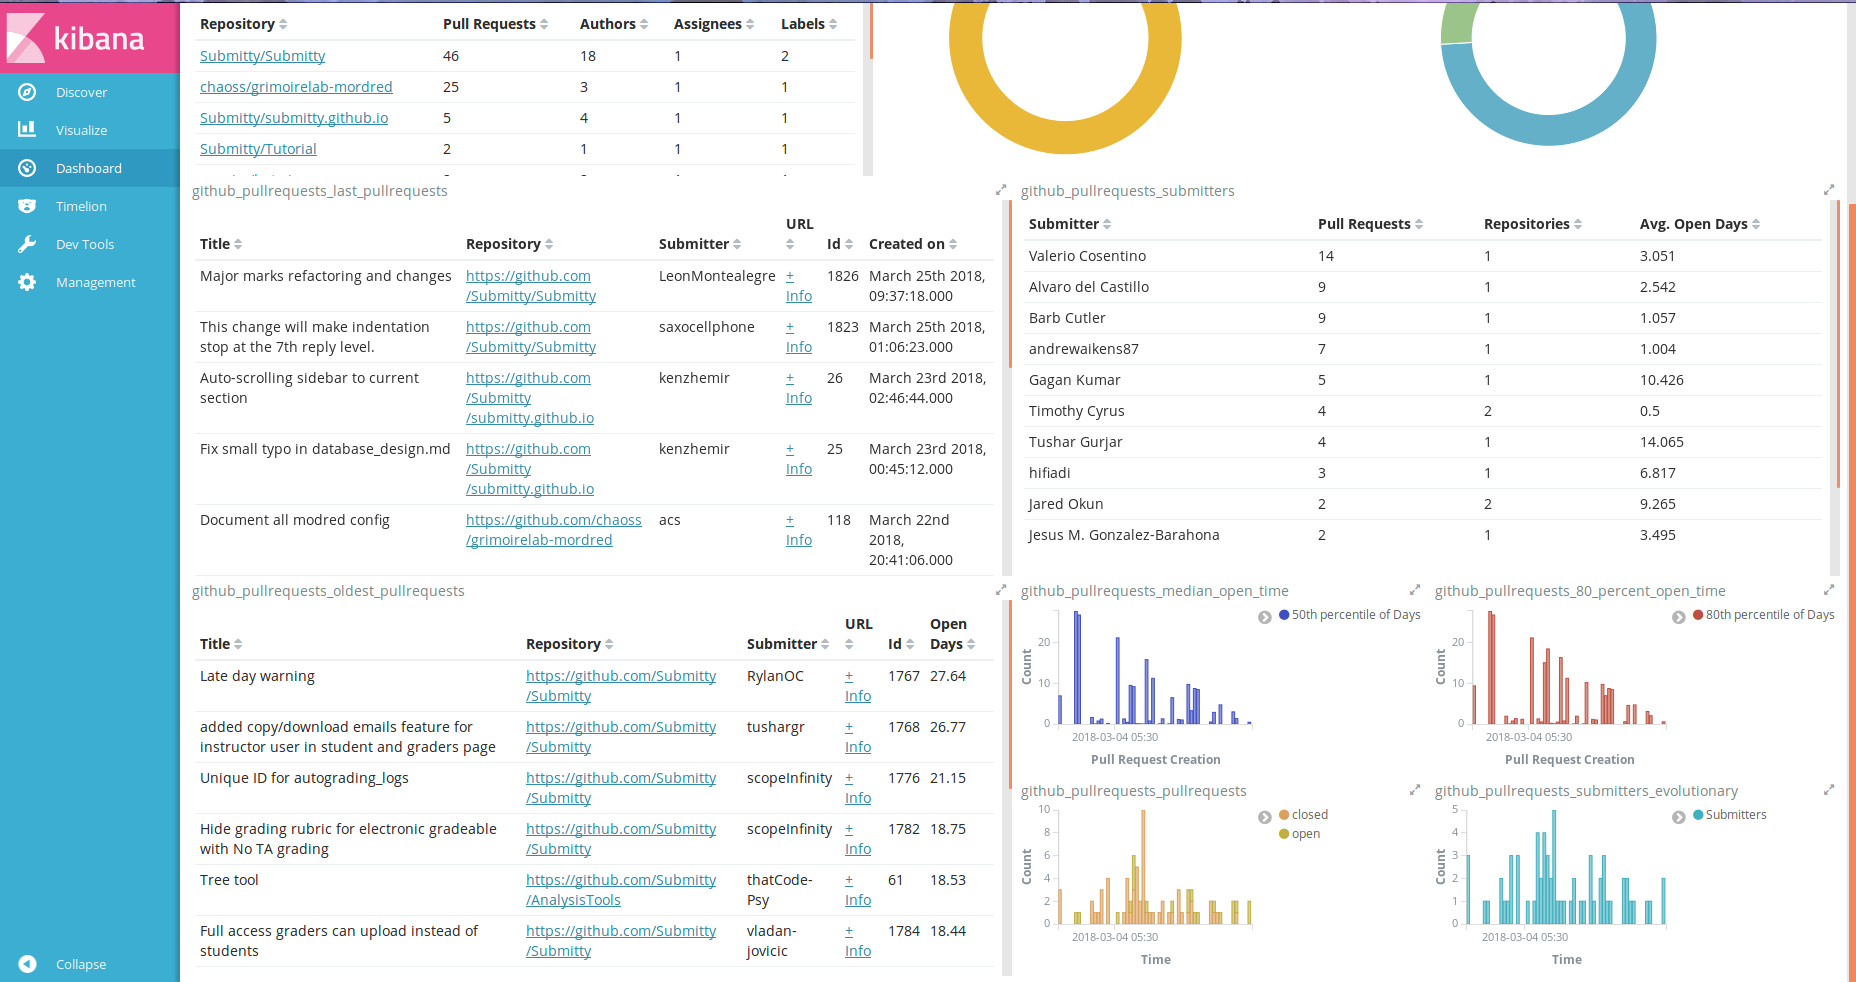 kibana
Discover
Visualize
Dashboard
Timelion
Dev Tools
Management
Collapse
Repository Pull Requests Authors Assignees Labels
Submitty/Submitty 46 18 1 2
chaoss/grimoirelab-mordred 25 3 1 1
Submitty/submitty.github.io 5 4 1 1
Submitty/Tutorial 2 1 1 1
github_pullrequests_last_pullrequests
URL
Title Repository Submitter Id Created on
Major marks refactoring and changes https://github.com LeonMontealegre + 1826 March 25th 2018,
/Submitty/Submitty Info 09:37:18.000
This change will make indentation https://github.com saxocellphone + 1823 March 25th 2018,
stop at the 7th reply level. /Submitty/Submitty Info 01:06:23.000
Auto-scrolling sidebar to current https://github.com kenzhemir + 26 March 23rd 2018,
section /Submitty Info 02:46:44.000
/submitty.github.io
Fix small typo in database_design.md https://github.com kenzhemir + 25 March 23rd 2018,
/Submitty Info 00:45:12.000
/submitty.github.io
Document all modred config https://github.com/chaoss acs + 118 March 22nd
/grimoirelab-mordred Info 2018,
20:41:06.000
github_pullrequests_submitters
Submitter Pull Requests Repositories Avg. Open Days
Valerio Cosentino 14 1 3.051
Alvaro del Castillo 9 1 2.542
Barb Cutler 9 1 1.057
andrewaikens87 7 1 1.004
Gagan Kumar 5 1 10.426
Timothy Cyrus 4 2 0.5
Tushar Gurjar 4 1 14.065
hifiadi 3 1 6.817
Jared Okun 2 2 9.265
Jesus M. Gonzalez-Barahona 2 1 3.495
github_pullrequests_oldest_pullrequests
URL Open
Title Repository Submitter Id Days
Late day warning https://github.com/Submitty RylanOC + 1767 27.64
/Submitty Info
added copy/download emails feature for https://github.com/Submitty tushargr + 1768 26.77
instructor user in student and graders page /Submitty Info
Unique ID for autograding_logs https://github.com/Submitty scopeInfinity + 1776 21.15
/Submitty Info
Hide grading rubric for electronic gradeable https://github.com/Submitty scopeInfinity + 1782 18.75
with No TA grading /Submitty Info
Tree tool https://github.com/Submitty thatCode- + 61 18.53
/AnalysisTools Psy Info
Full access graders can upload instead of https://github.com/Submitty vladan- + 1784 18.44
students /Submitty jovicic Info
github_pullrequests_median_open_time
50th percentile of Days
20
10
0
Count
2018-03-04 05:30
Pull Request Creation
github_pullrequests_80_percent_open_time
80th percentile of Days
20
10
0
Count
2018-03-04 05:30
Pull Request Creation
github_pullrequests_pullrequests
closed
open
10
8
6
4
2
0
Count
2018-03-04 05:30
Time
github_pullrequests_submitters_evolutionary
Submitters
5
4
3
2
1
0
Count
2018-03-04 05:30
Time